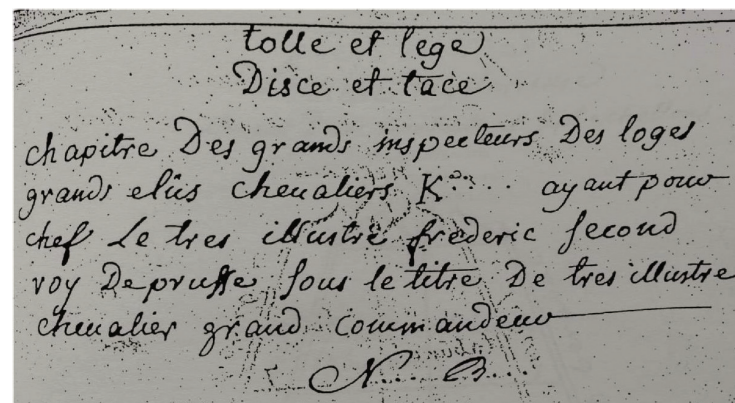 tolle et lege
Disce et tace
chapitre Des grands inspecteurs Des loges
grands elüs chevaliers K∴.... ayant pour
chef Le tres illustre frederic second
roy De prusse sous le titre De tres illustre
chevalier grand commandeur
N... B...